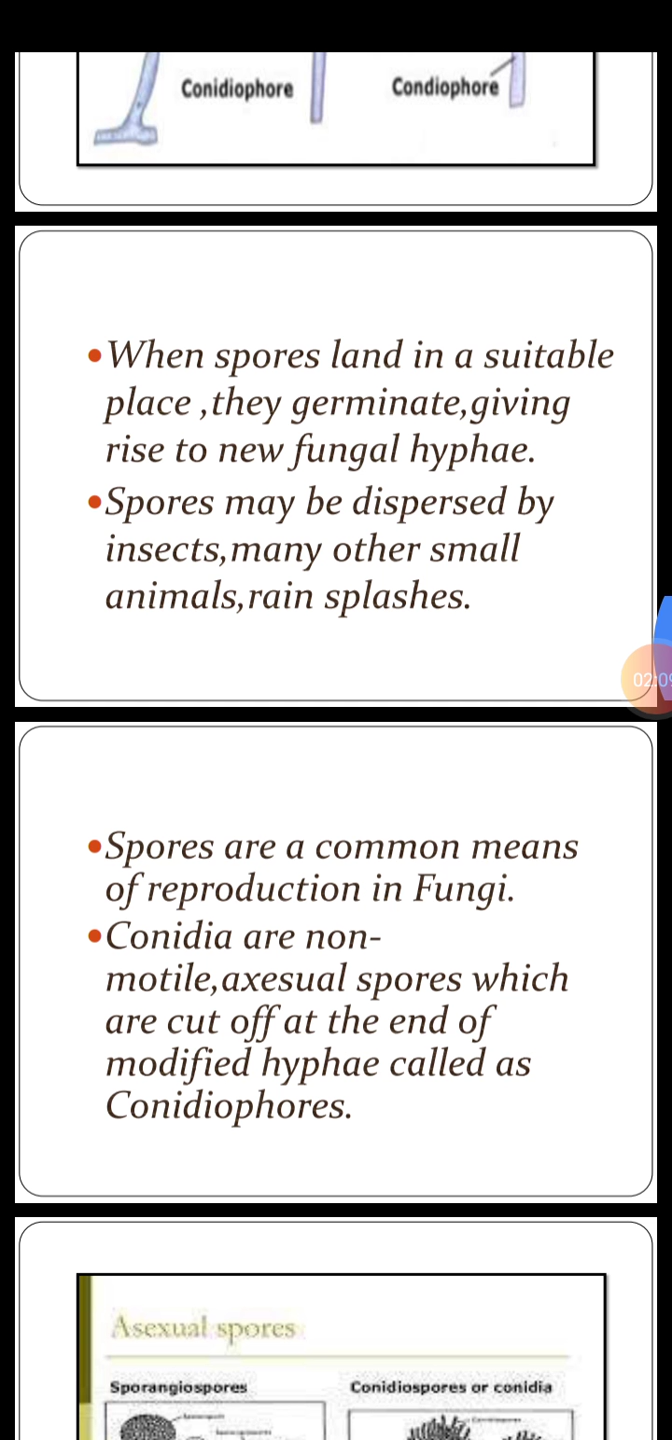 Conidiophore
Condiophore
•When spores land in a suitable
place ,they germinate,giving
rise to new fungal hyphae.
•Spores may be dispersed by
insects,many other small
animals,rain splashes.
•Spores are a common means
of reproduction in Fungi.
•Conidia are non-
motile,axesual spores which
are cut off at the end of
modified hyphae called as
Conidiophores.
Asexual spores
Sporangiospores
Conidiospores or conidia